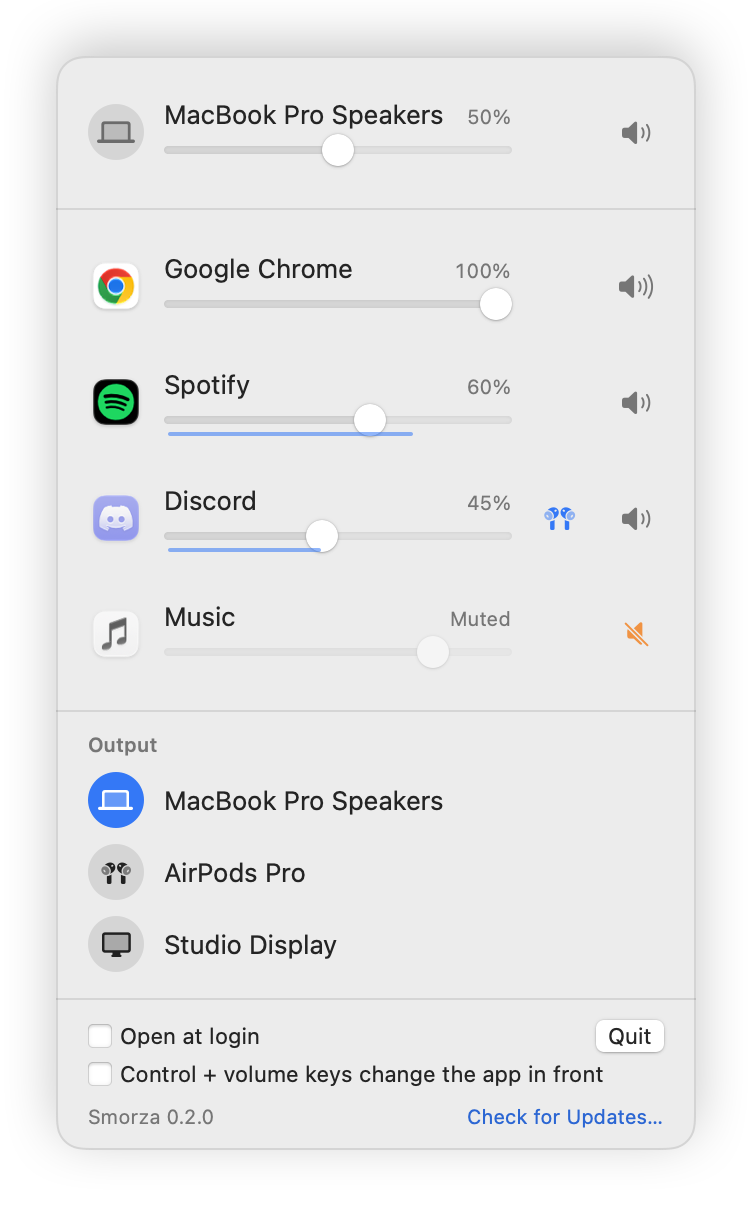 MacBook Pro Speakers 50%
Google Chrome 100%
Spotify 60%
Discord 45%
Music Muted
Output
MacBook Pro Speakers
AirPods Pro
Studio Display
Open at login Quit
Control + volume keys change the app in front
Smorza 0.2.0 Check for Updates...